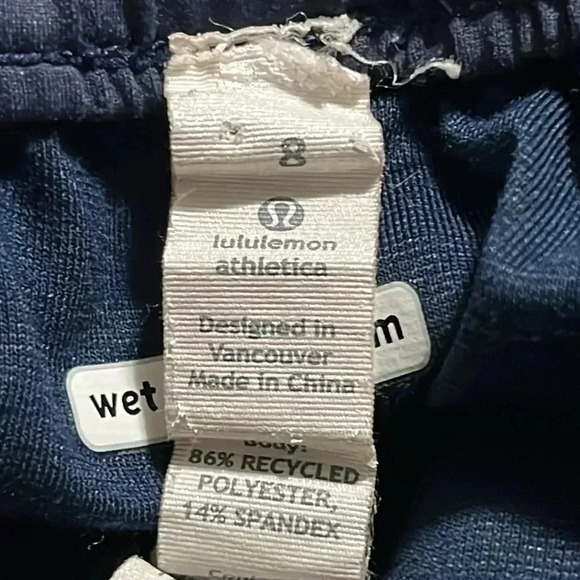 8
lululemon
athletica
Designed in
Vancouver
Made in China
wet
m
Body:
86% RECYCLED
POLYESTER,
14% SPANDEX